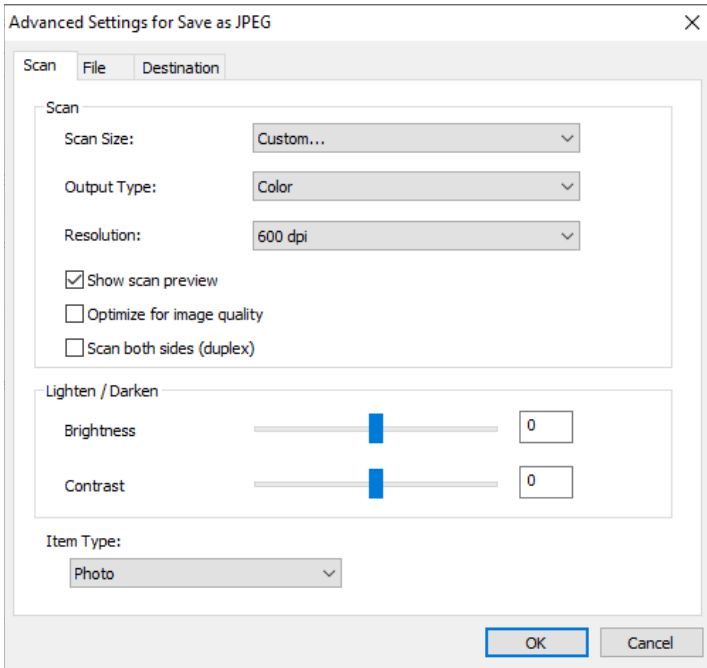 Advanced Settings for Save as JPEG
Scan File Destination
Scan
Scan Size: Custom...
Output Type: Color
Resolution: 600 dpi
Show scan preview
Optimize for image quality
Scan both sides (duplex)
Lighten / Darken
Brightness 0
Contrast 0
Item Type:
Photo
OK Cancel